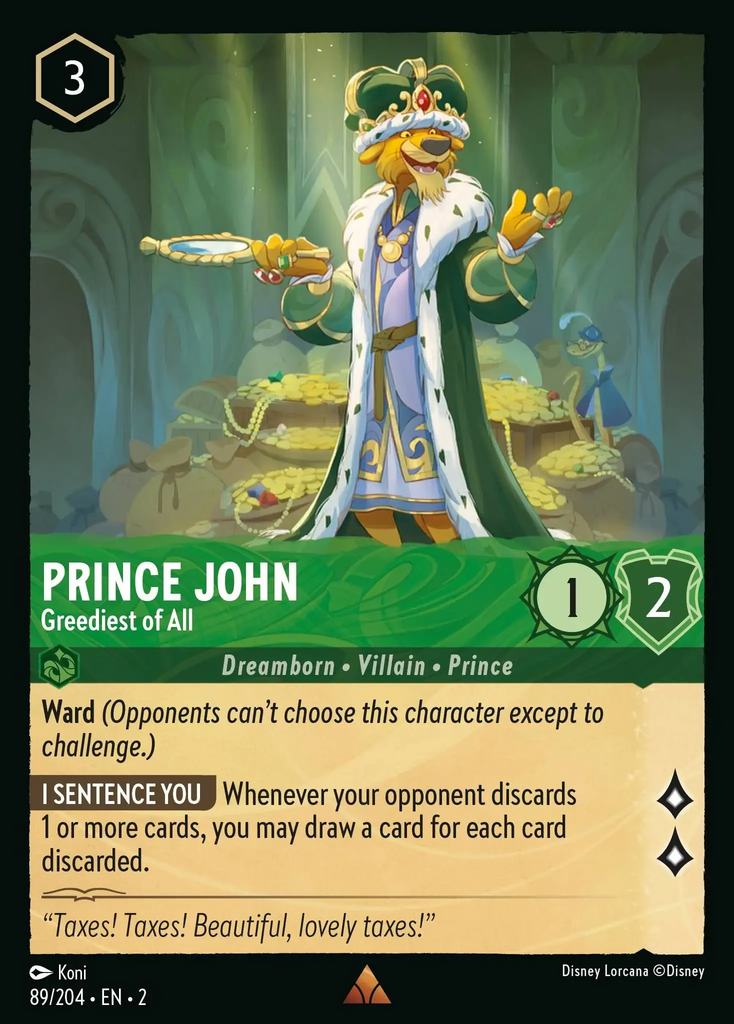 3
PRINCE JOHN
Greediest of All
1
2
Dreamborn • Villain • Prince
Ward (Opponents can't choose this character except to
challenge.)
I SENTENCE YOU Whenever your opponent discards
1 or more cards, you may draw a card for each card
discarded.
“Taxes! Taxes! Beautiful, lovely taxes!”
Koni
Disney Lorcana ©Disney
89/204 • EN • 2